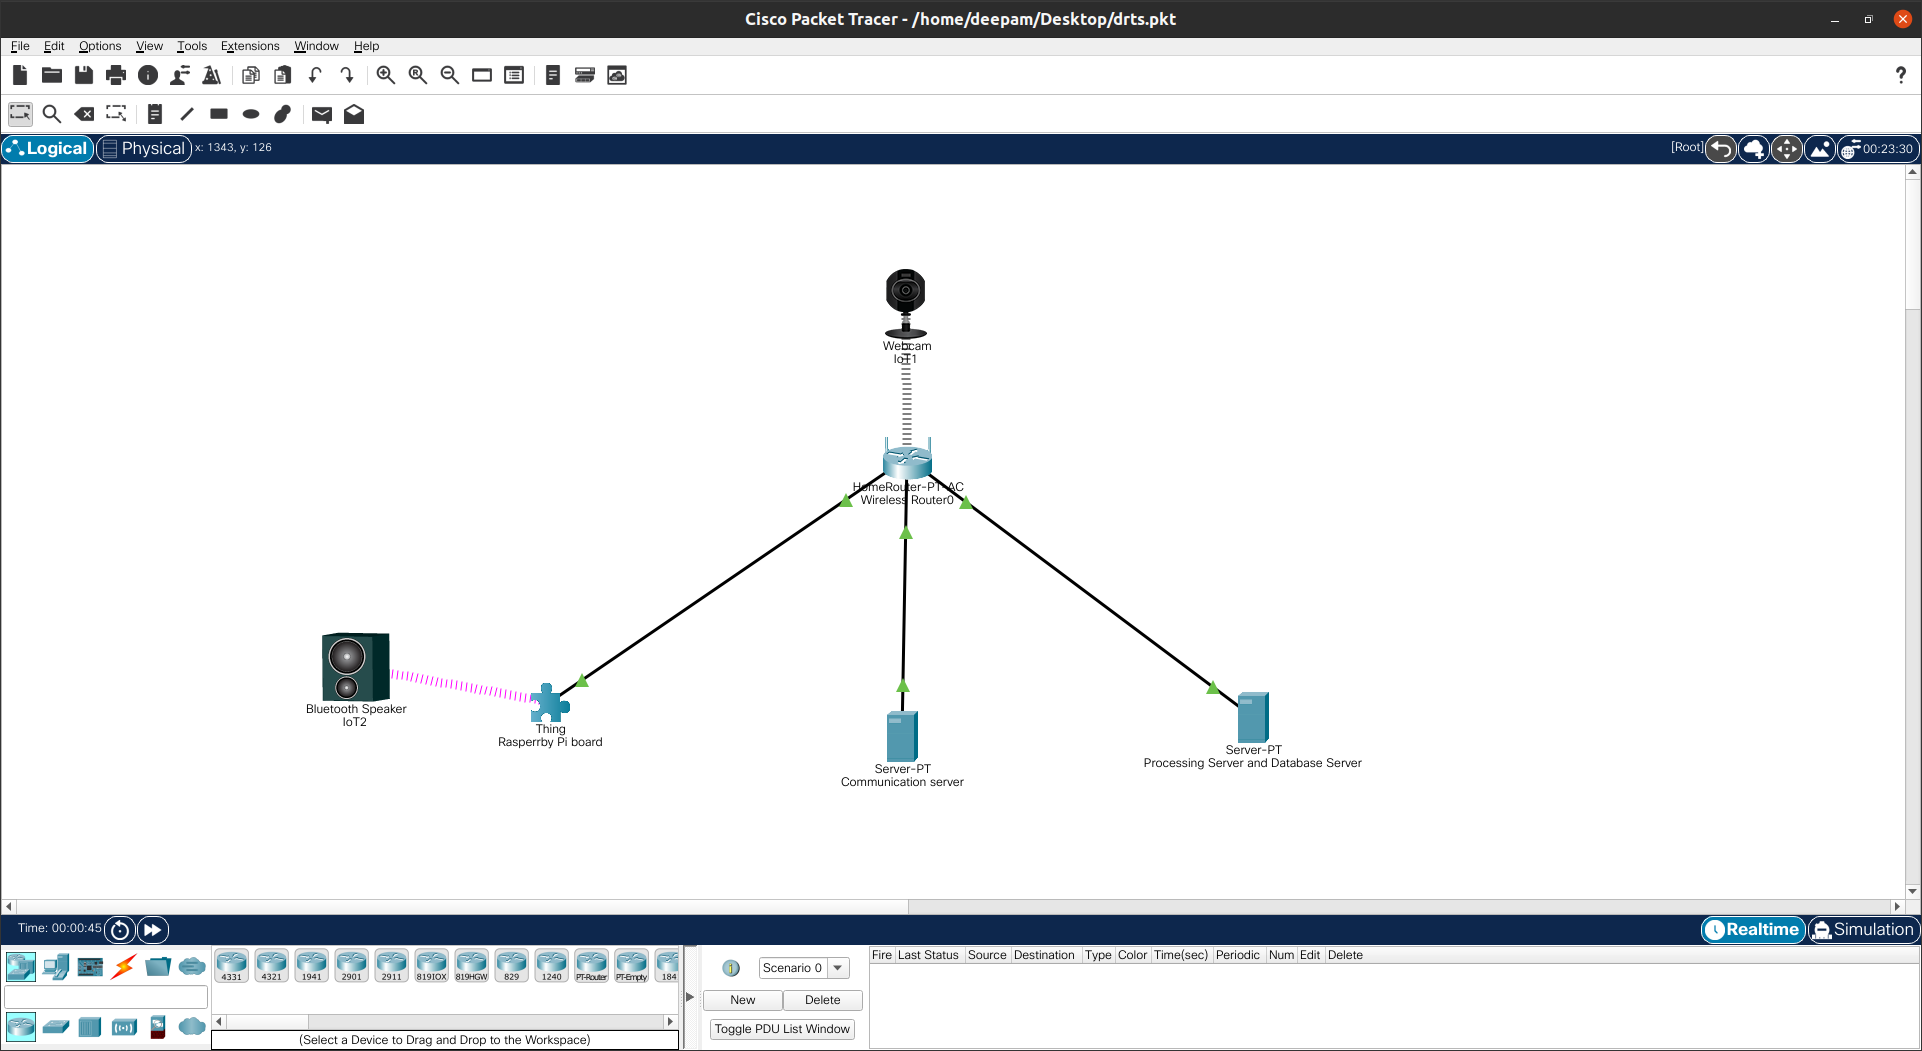 Cisco Packet Tracer - /home/deepam/Desktop/drts.pkt
File Edit Options View Tools Extensions Window Help
?
Logical Physical x: 1343, y: 126 [Root] 00:23:30
Webcam
IoT1
HomeRouter-PT-AC
Wireless Router0
Bluetooth Speaker
IoT2
Thing
Rasperrby Pi board
Server-PT
Communication server
Server-PT
Processing Server and Database Server
Time: 00:00:45 Realtime Simulation
4331 4321 1941 2901 2911 819IOX 819HGW 829 1240 PT-Router PT-Empty 184
(Select a Device to Drag and Drop to the Workspace)
1 Scenario 0
New Delete
Toggle PDU List Window
Fire Last Status Source Destination Type Color Time(sec) Periodic Num Edit Delete